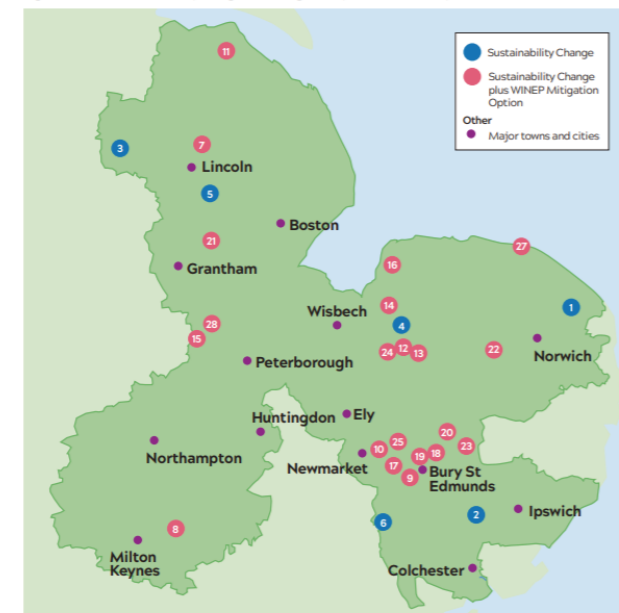 11
Sustainability Change
Sustainability Change
plus WINEP Mitigation
Option
Other
Major towns and cities
3
7
Lincoln
5
Boston
21
27
16
Grantham
14
1
Wisbech
28
4
15
12
24
13
22
Norwich
Peterborough
Huntingdon
Ely
20
25
23
10
18
19
Northampton
Newmarket
17
Bury St
9
Edmunds
Ipswich
2
6
8
Milton
Keynes
Colchester